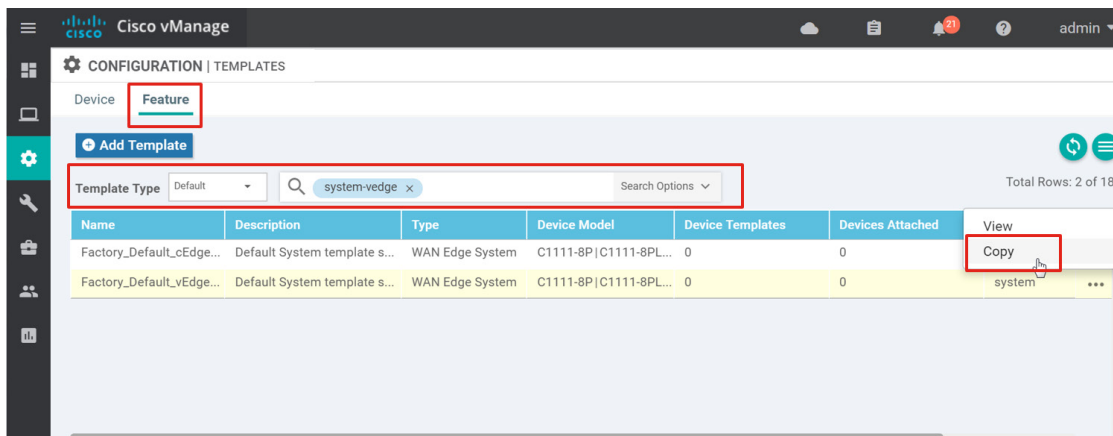 cisco Cisco vManage 21 admin
CONFIGURATION | TEMPLATES
Device Feature
Add Template
Template Type Default system-vedge × Search Options Total Rows: 2 of 18
Name Description Type Device Model Device Templates Devices Attached View
Factory_Default_cEdge... Default System template s... WAN Edge System C1111-8P|C1111-8PL... 0 0 Copy
Factory_Default_vEdge... Default System template s... WAN Edge System C1111-8P|C1111-8PL... 0 0 system